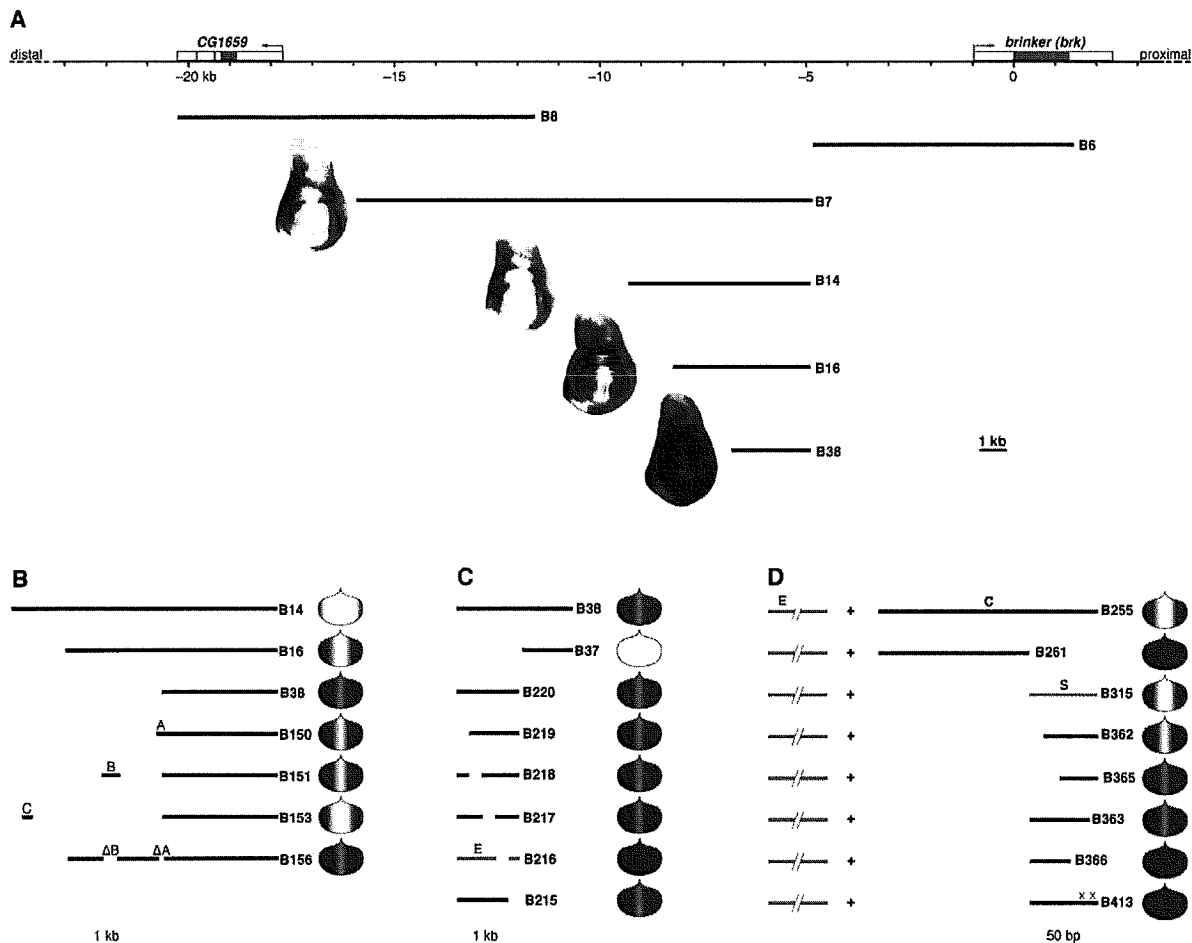 A
CG1659
brinker (brk)
distal
proximal
−20 kb
−15
−10
−5
0
B8
B6
B7
B14
B16
B38
1 kb
B
B14
B16
B38
A
B150
B
B151
C
B153
ΔB ΔA
B156
1 kb
C
B38
B37
B220
B219
B218
B217
E
B216
B215
1 kb
D
E + C B255
+ B261
+ S B315
+ B362
+ B365
+ B363
+ B366
+ x x B413
50 bp